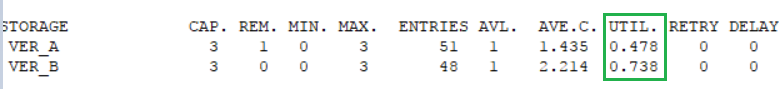 STORAGE CAP. REM. MIN. MAX. ENTRIES AVL. AVE.C. UTIL. RETRY DELAY
VER_A 3 1 0 3 51 1 1.435 0.478 0 0
VER_B 3 0 0 3 48 1 2.214 0.738 0 0